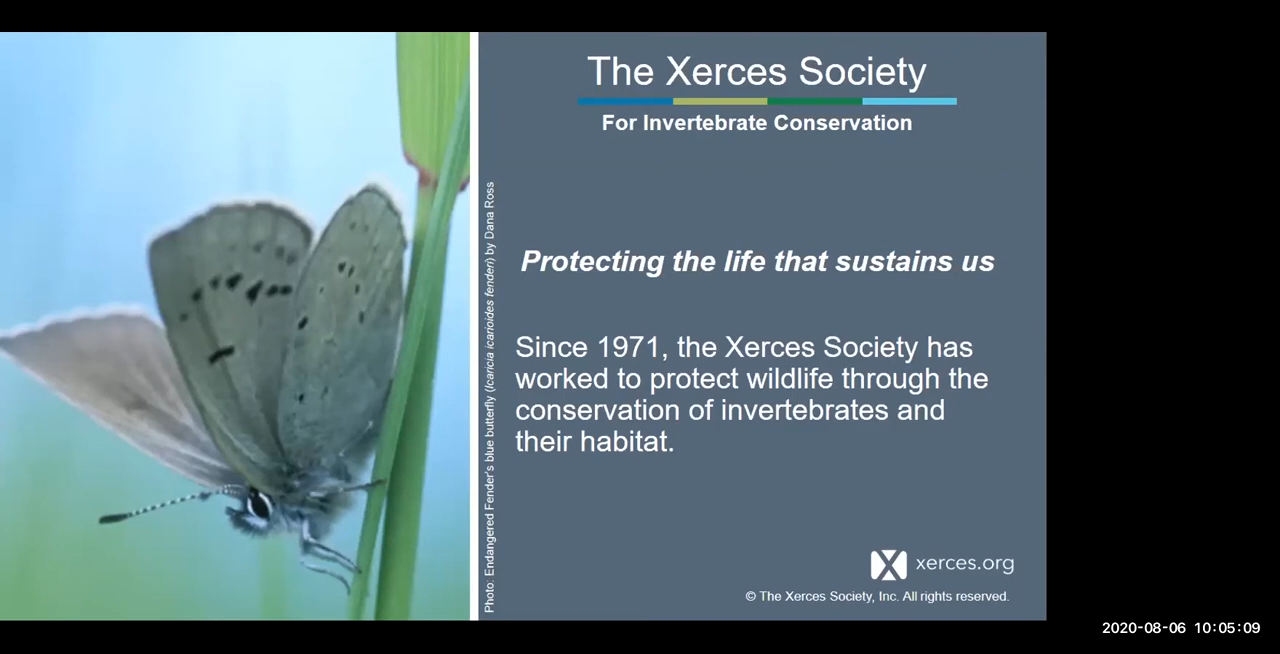 The Xerces Society
For Invertebrate Conservation
Photo: Endangered Fender's blue butterfly (Icaricia icarioides fenderi) by Dana Ross
Protecting the life that sustains us
Since 1971, the Xerces Society has
worked to protect wildlife through the
conservation of invertebrates and
their habitat.
xerces.org
© The Xerces Society, Inc. All rights reserved.
2020-08-06 10:05:09